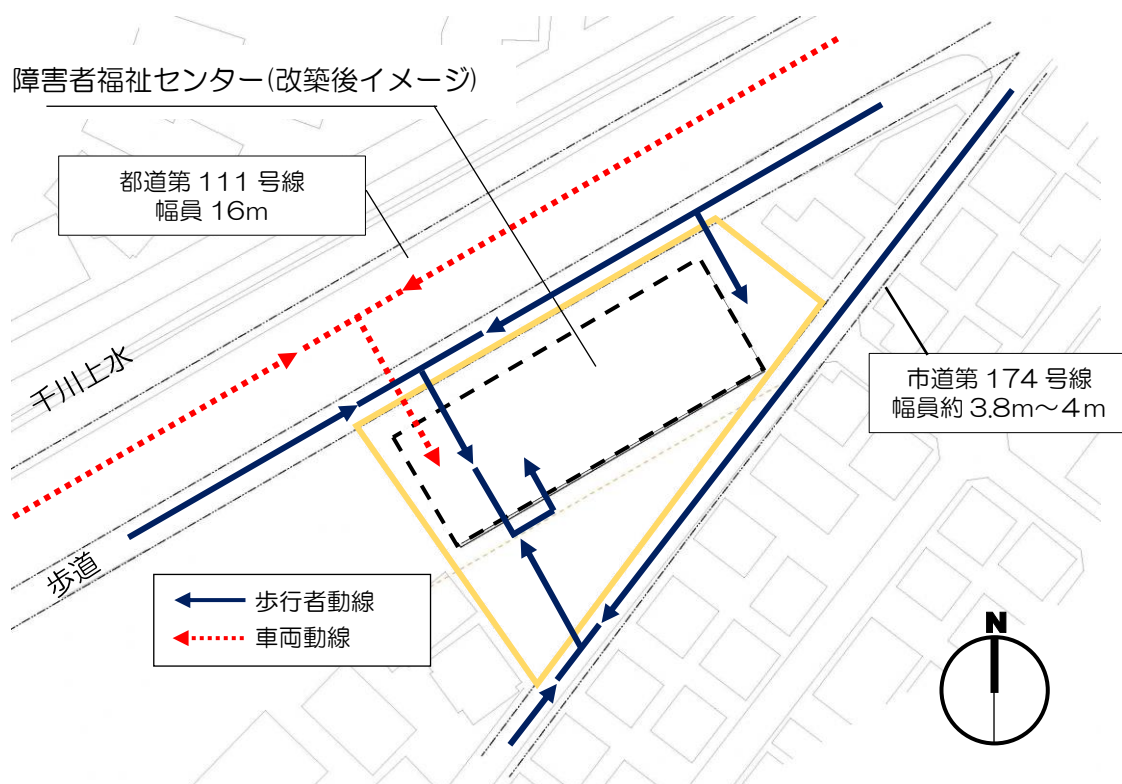 障害者福祉センター(改築後イメージ)
都道第 111 号線
幅員 16m
千川上水
市道第 174 号線
幅員約 3.8m～4m
歩道
歩行者動線
車両動線
N